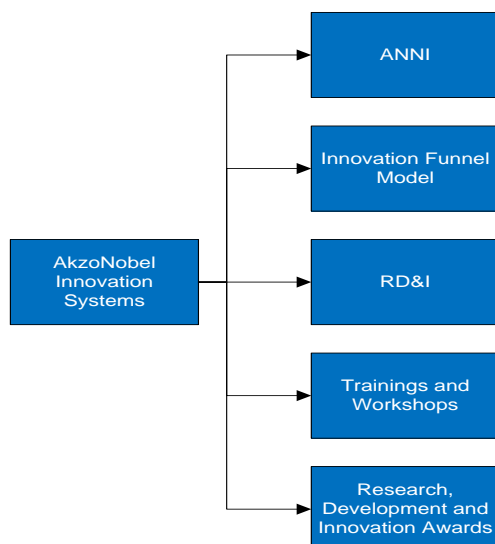 ANNI
Innovation Funnel
Model
AkzoNobel
Innovation
Systems
RD&I
Trainings and
Workshops
Research,
Development and
Innovation Awards